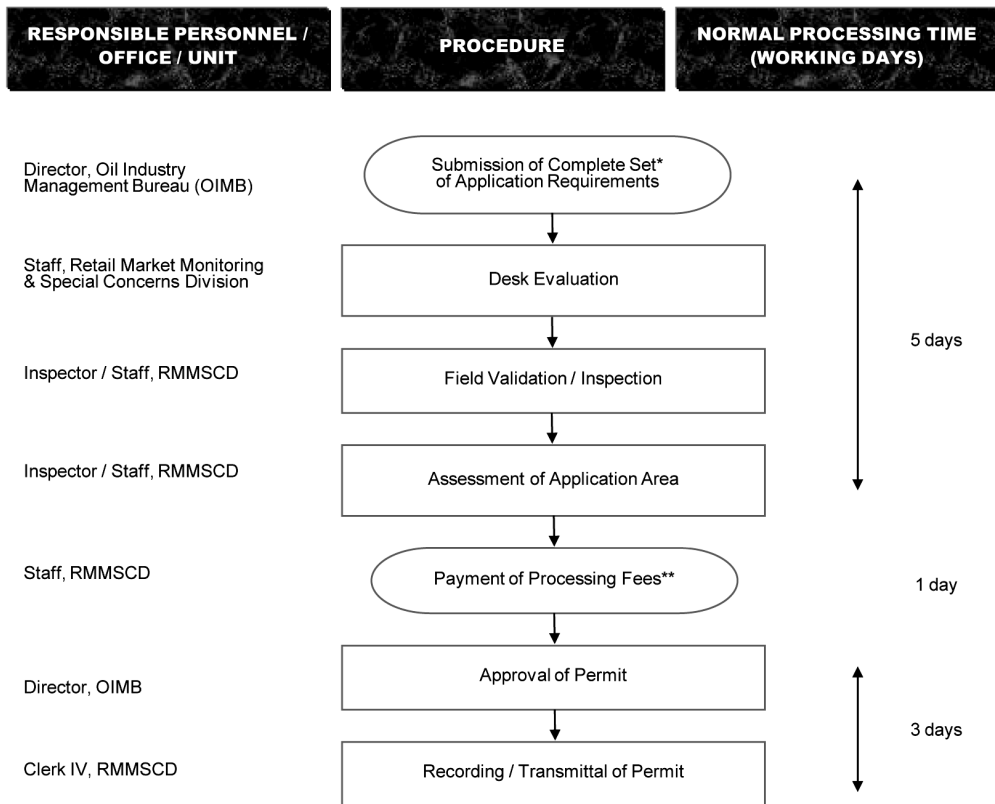 RESPONSIBLE PERSONNEL /
OFFICE / UNIT
PROCEDURE
NORMAL PROCESSING TIME
(WORKING DAYS)
Director, Oil Industry
Management Bureau (OIMB)
Submission of Complete Set*
of Application Requirements
Staff, Retail Market Monitoring
& Special Concerns Division
Desk Evaluation
5 days
Inspector / Staff, RMMSCD
Field Validation / Inspection
Inspector / Staff, RMMSCD
Assessment of Application Area
Staff, RMMSCD
Payment of Processing Fees**
1 day
Director, OIMB
Approval of Permit
3 days
Clerk IV, RMMSCD
Recording / Transmittal of Permit